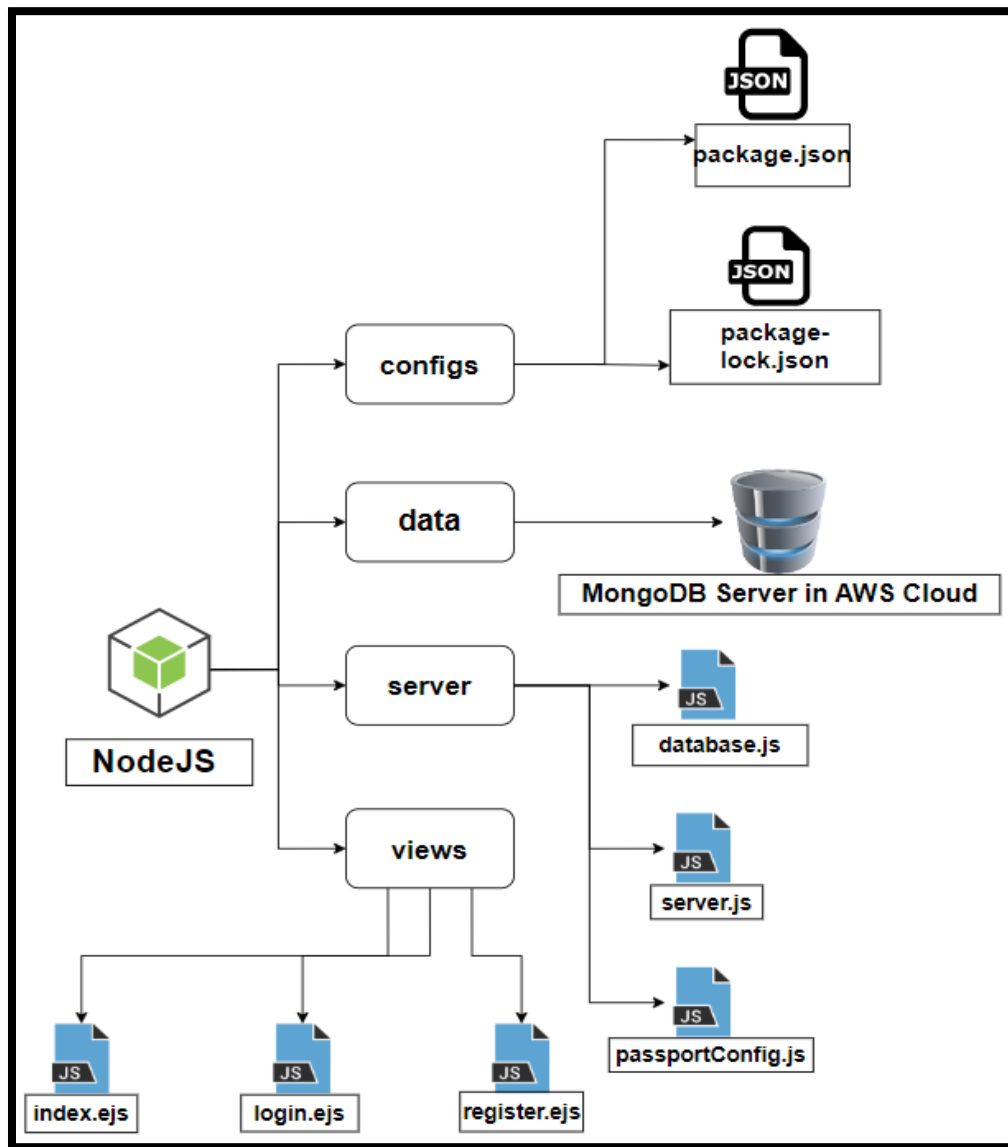 JSON
package.json
JSON
package-
lock.json
configs
data
MongoDB Server in AWS Cloud
server
JS
database.js
NodeJS
views
JS
server.js
JS
passportConfig.js
JS
index.ejs
JS
login.ejs
JS
register.ejs